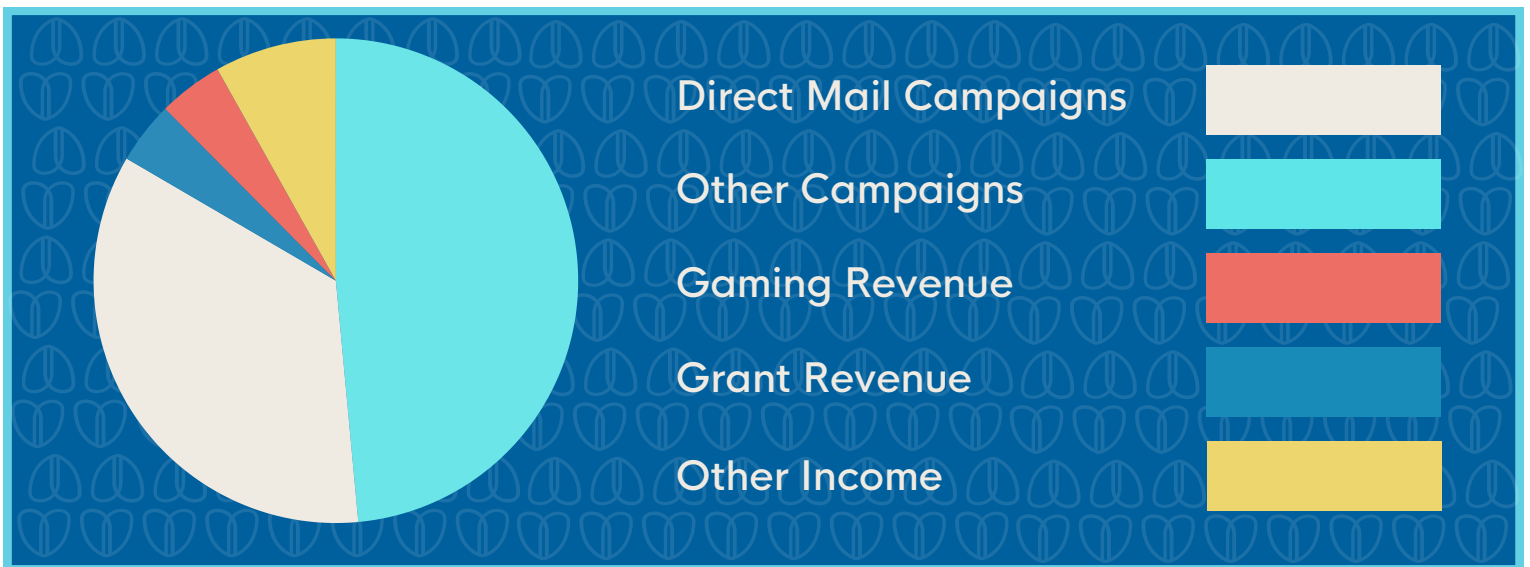 Direct Mail Campaigns
Other Campaigns
Gaming Revenue
Grant Revenue
Other Income